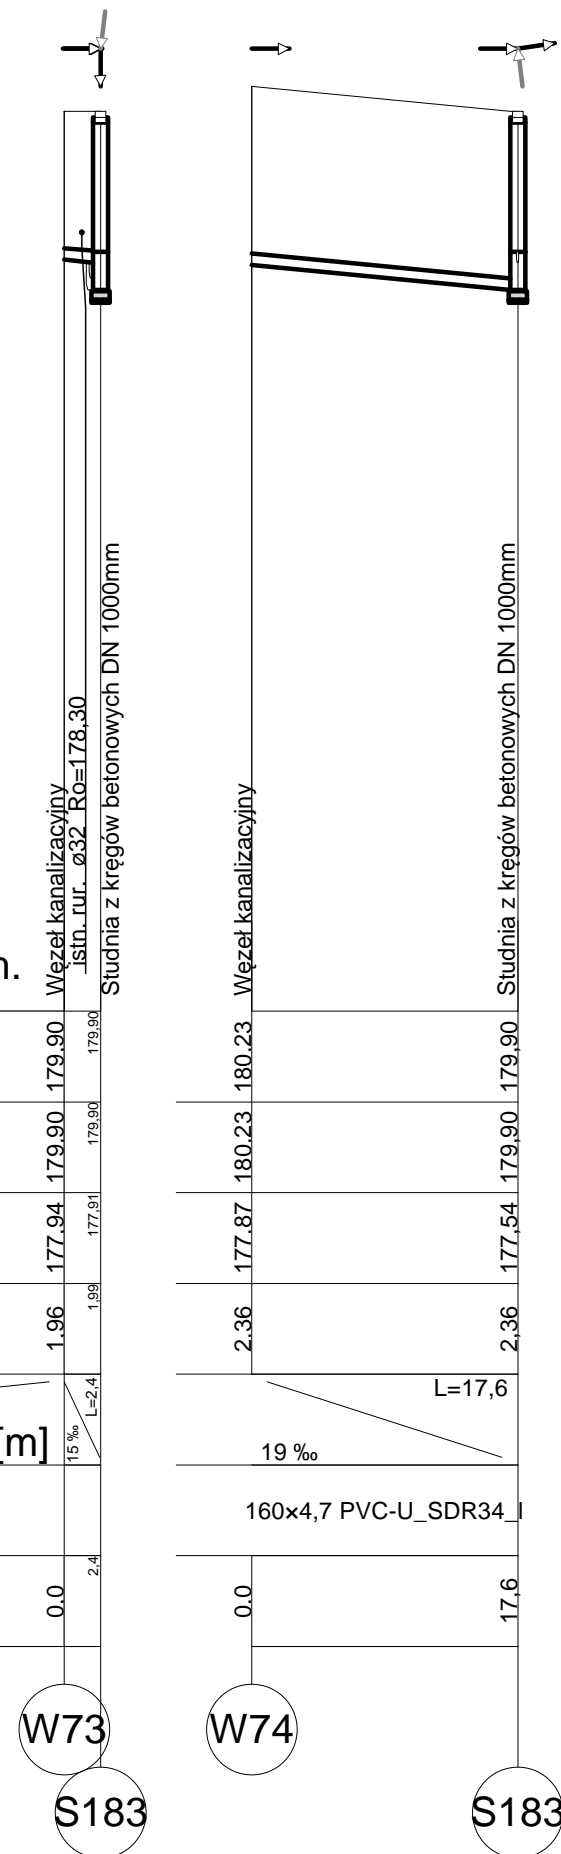 Węzeł kanalizacyjny
istn. rur. ø32 Ro=178,30
Studnia z kręgów betonowych DN 1000mm
Węzeł kanalizacyjny
Studnia z kręgów betonowych DN 1000mm
n.
179.90 179,90 180.23 179,90
179.90 179,90 180.23 179,90
177.94 177,91 177.87 177,54
1.96 1,99 2.36 2,36
[m] 15 ‰ L=2,4 19 ‰ L=17,6
160×4,7 PVC-U_SDR34_l
0.0 2,4 0.0 17,6
W73 W74
S183 S183